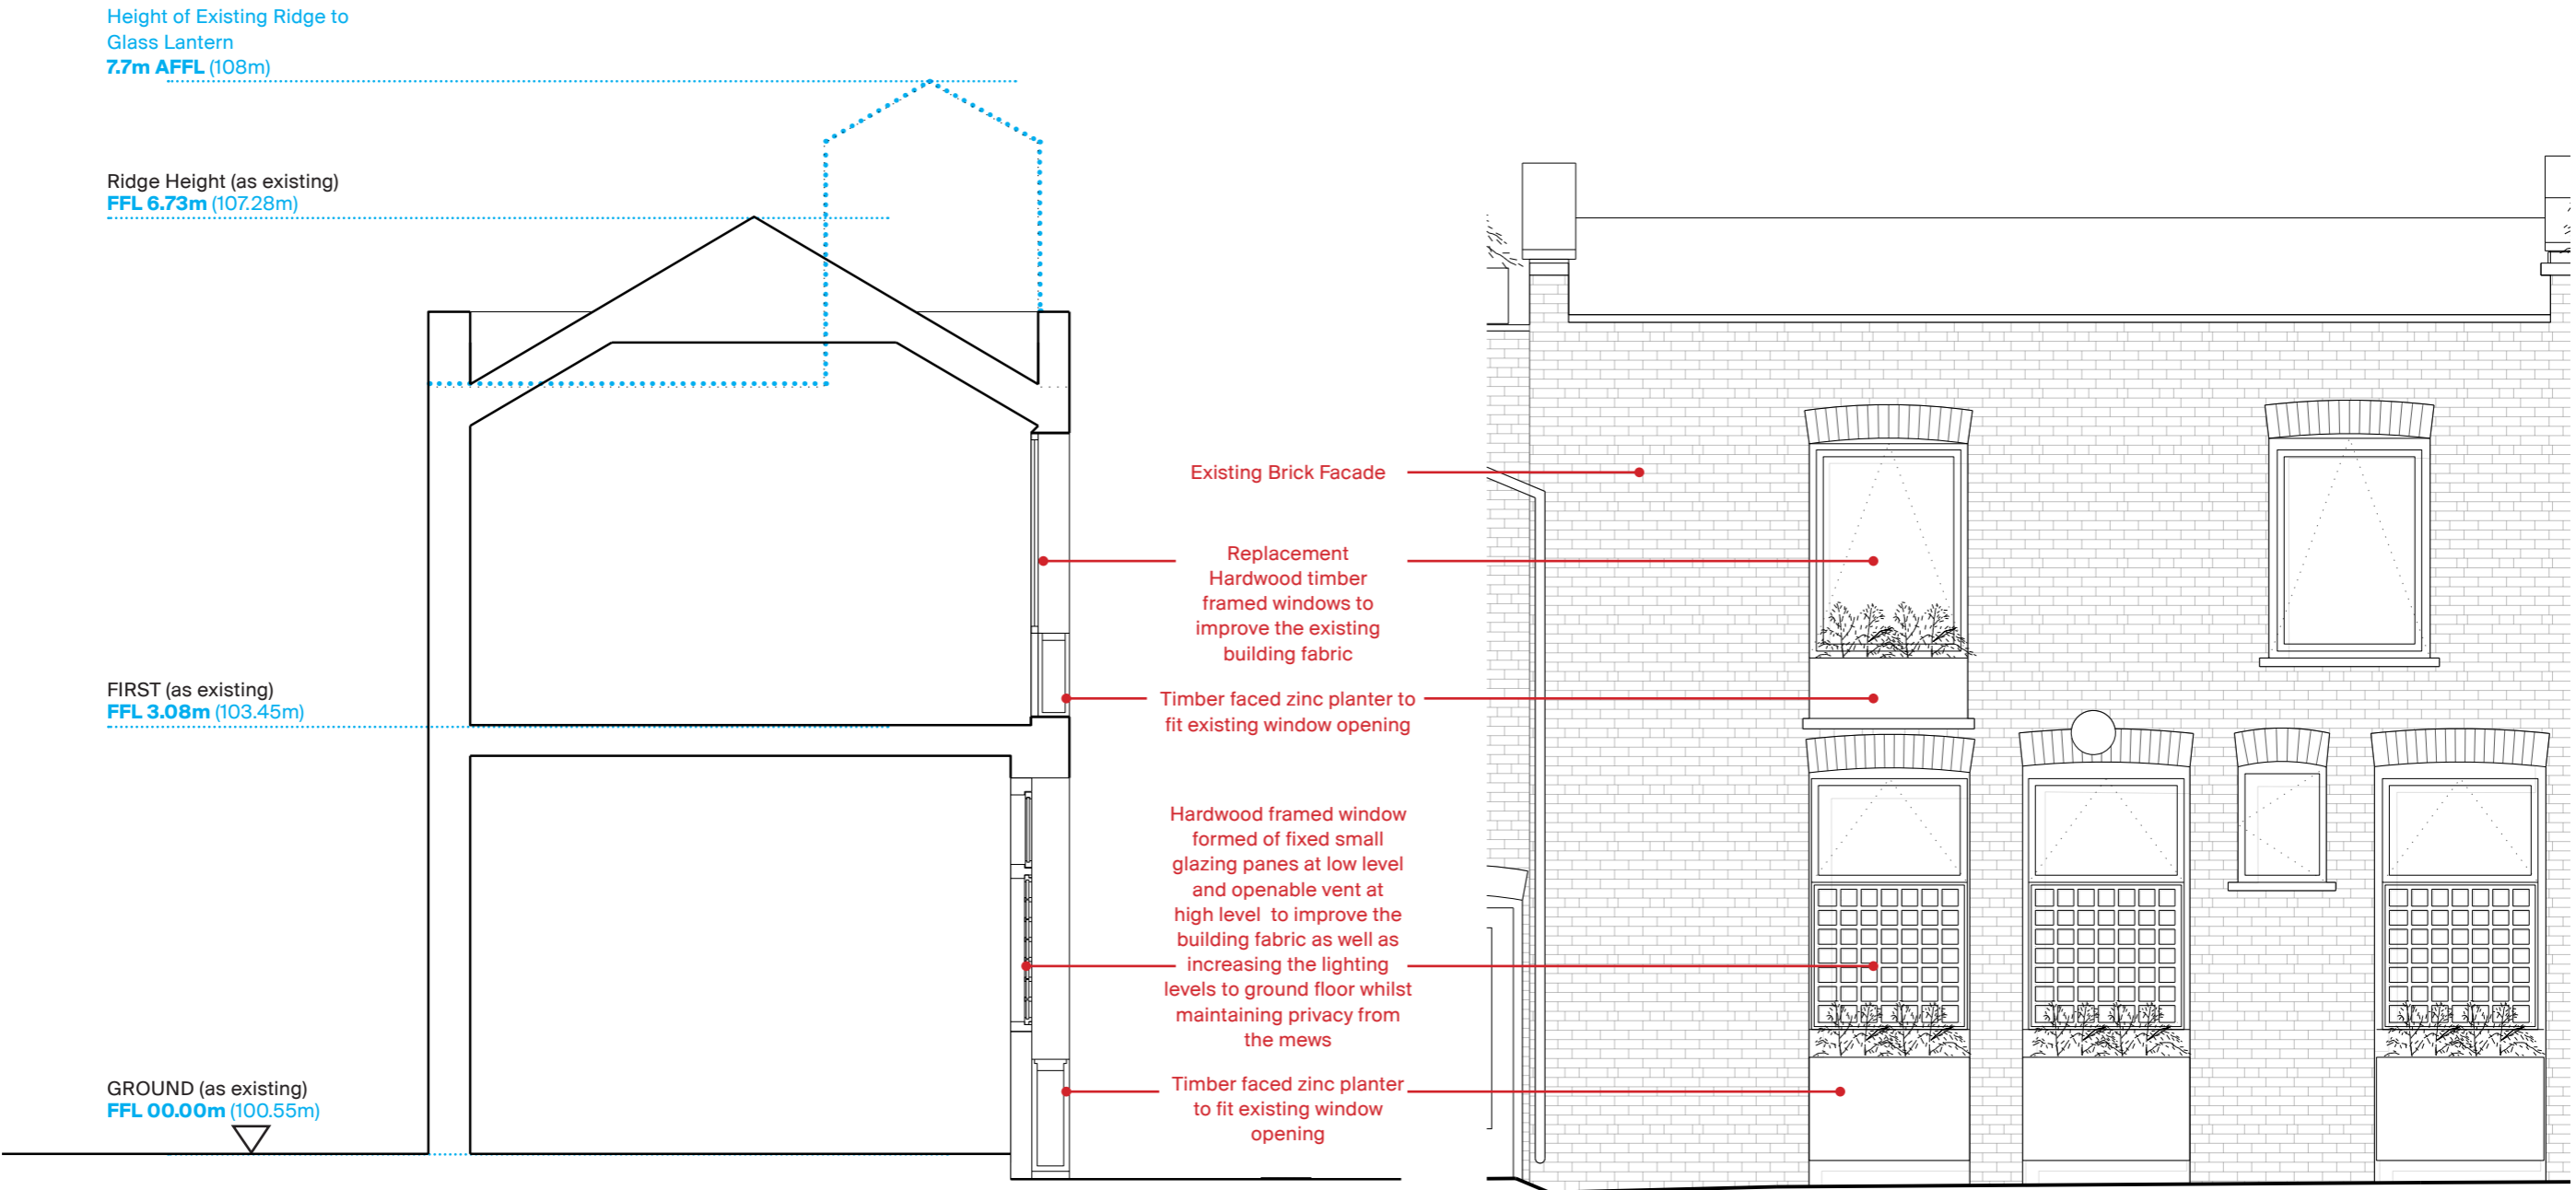 Height of Existing Ridge to
Glass Lantern
7.7m AFFL (108m)
Ridge Height (as existing)
FFL 6.73m (107.28m)
FIRST (as existing)
FFL 3.08m (103.45m)
GROUND (as existing)
FFL 00.00m (100.55m)
Existing Brick Facade
Replacement
Hardwood timber
framed windows to
improve the existing
building fabric
Timber faced zinc planter to
fit existing window opening
Hardwood framed window
formed of fixed small
glazing panes at low level
and openable vent at
high level to improve the
building fabric as well as
increasing the lighting
levels to ground floor whilst
maintaining privacy from
the mews
Timber faced zinc planter
to fit existing window
opening